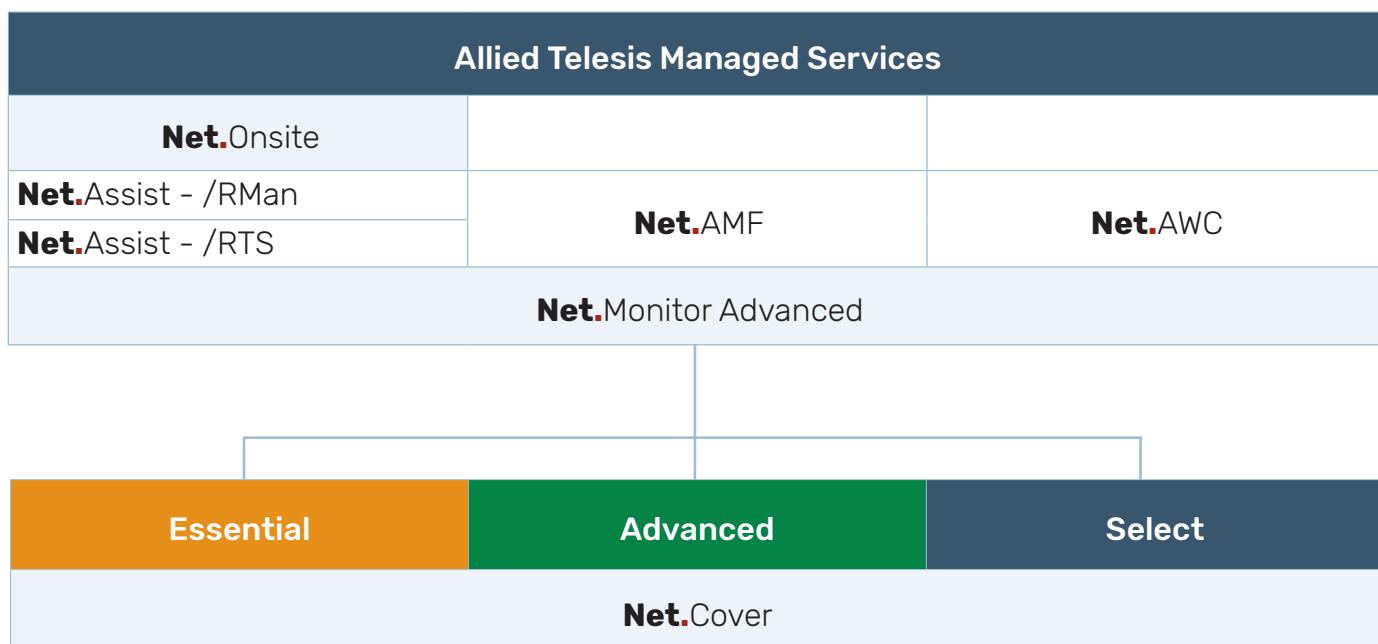 Allied Telesis Managed Services
Net.Onsite
Net.Assist - /RMan
Net.Assist - /RTS
Net.AMF
Net.AWC
Net.Monitor Advanced
Essential
Advanced
Select
Net.Cover